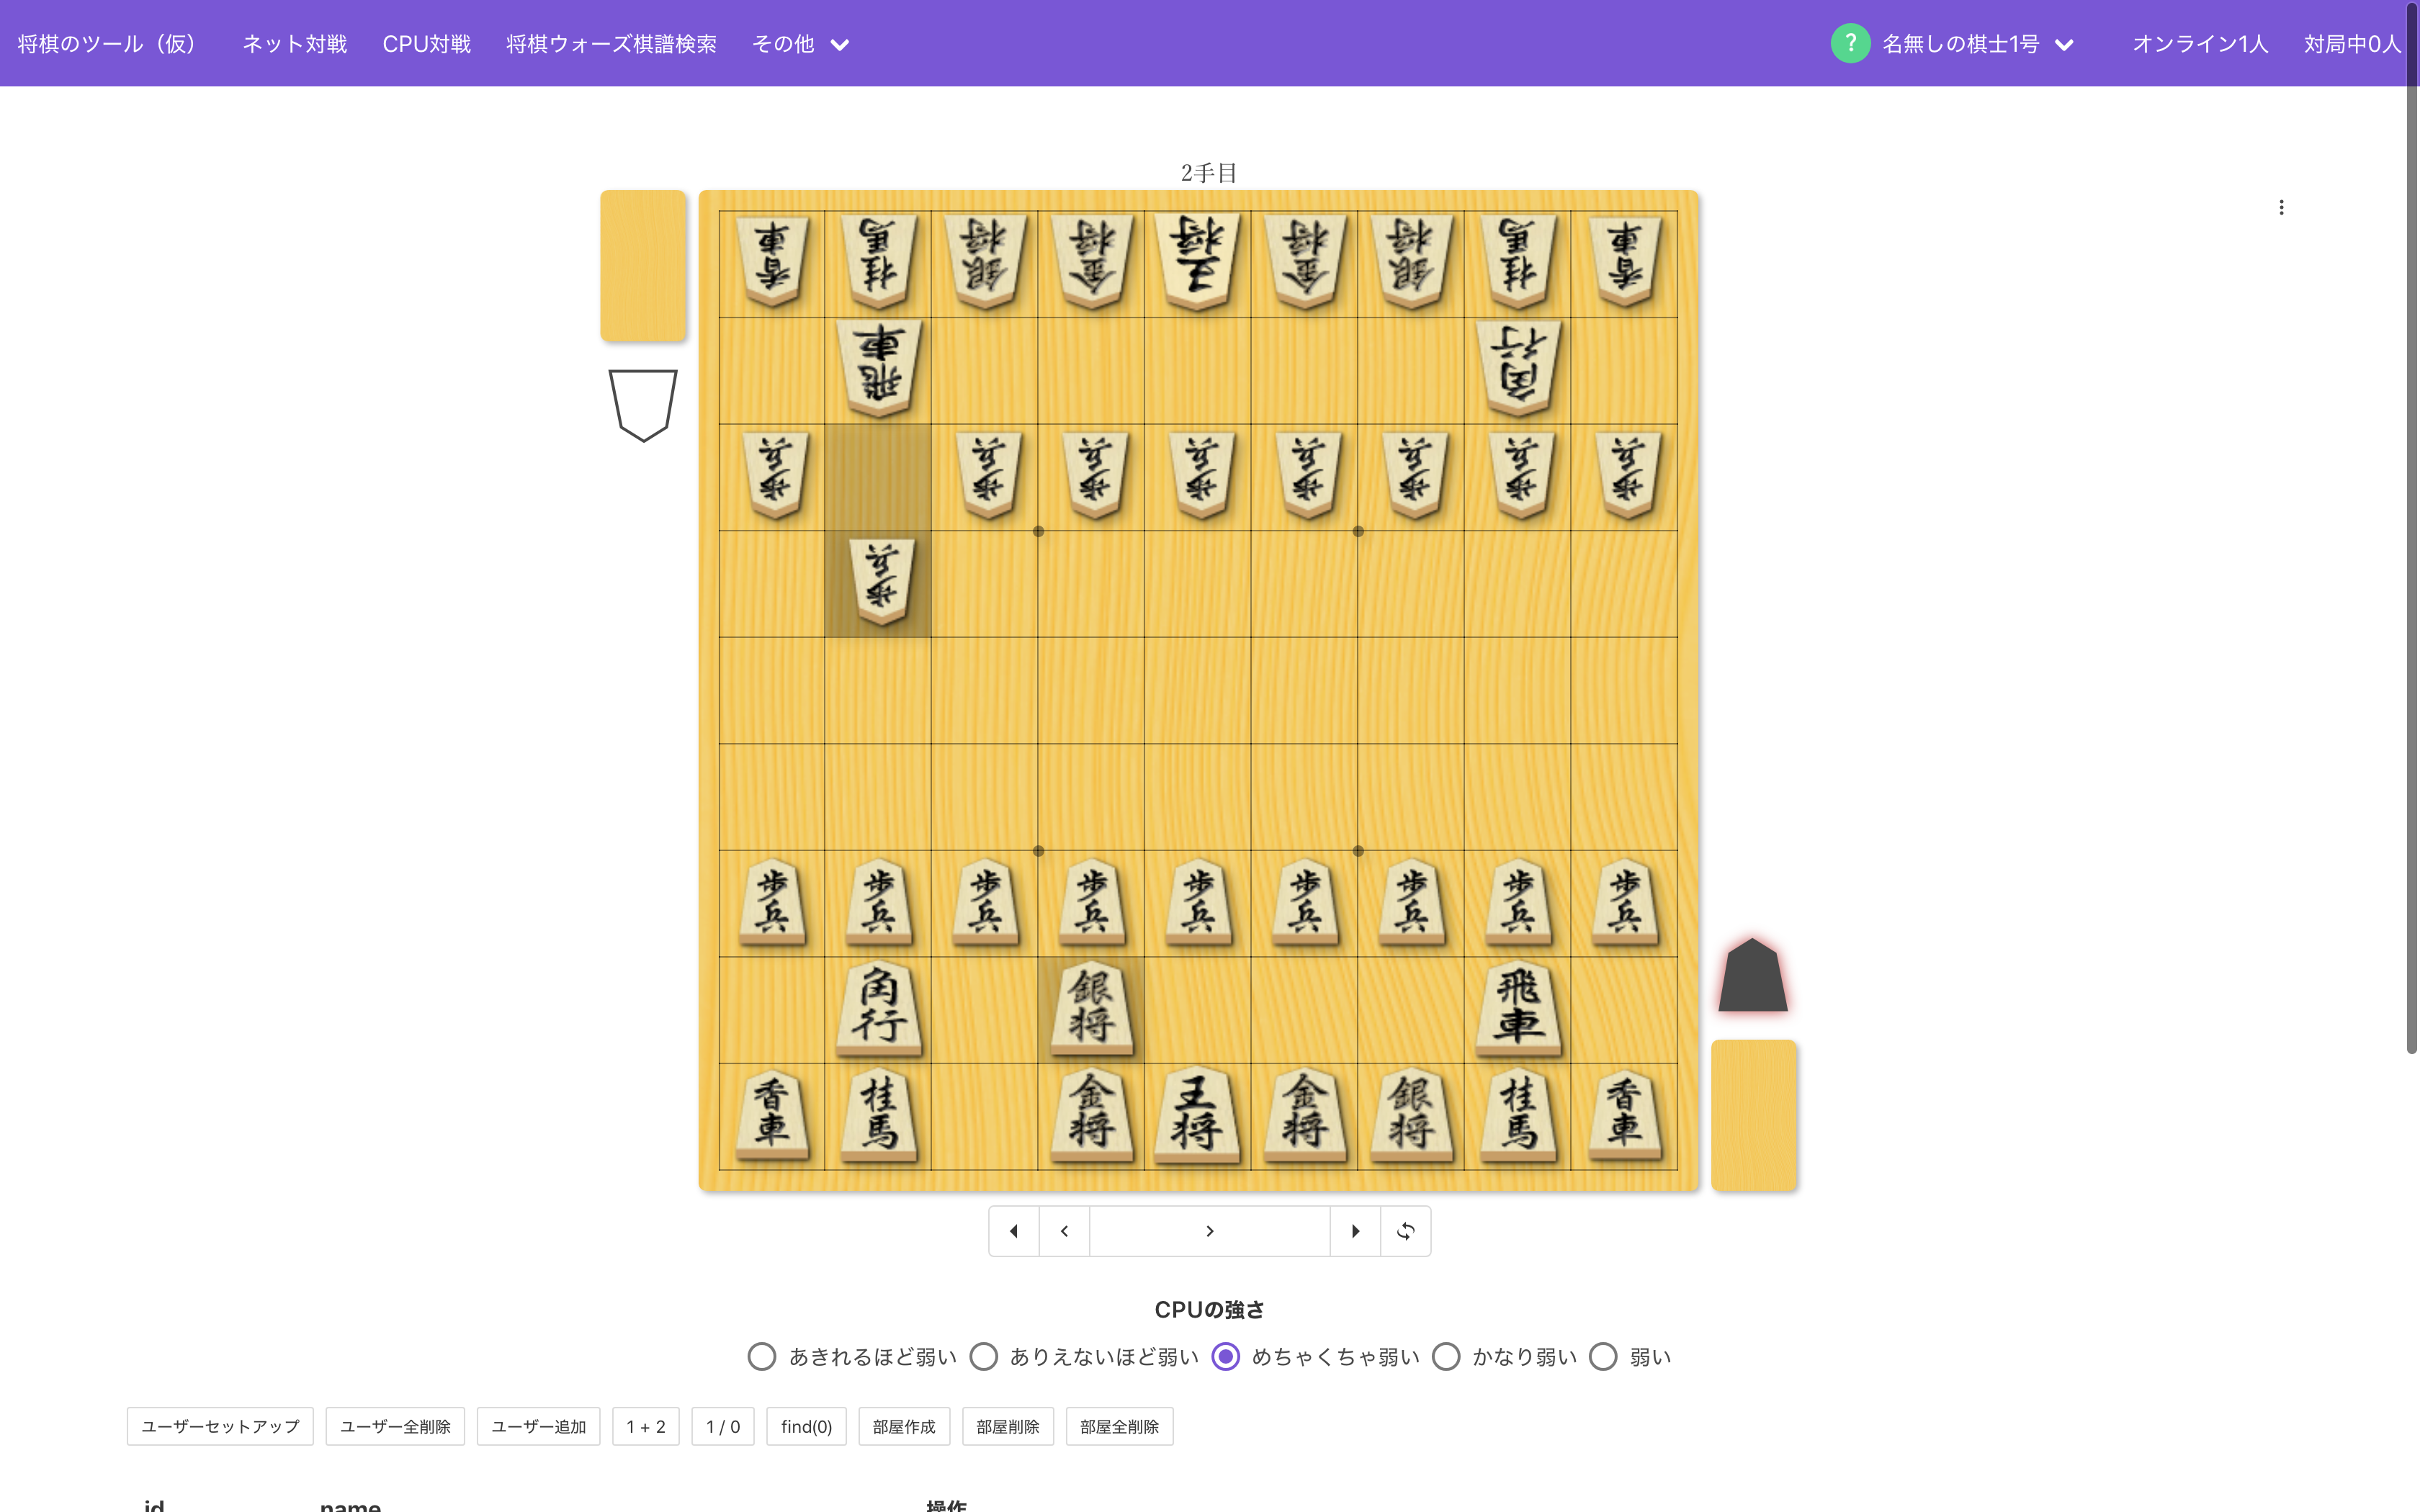 将棋のツール（仮） ネット対戦 CPU対戦 将棋ウォーズ棋譜検索 その他 ? 名無しの棋士1号 オンライン1人 対局中0人
2手目
香車 桂馬 銀将 金将 王将 金将 銀将 桂馬 香車
飛車 角行
歩兵 歩兵 歩兵 歩兵 歩兵 歩兵 歩兵 歩兵
歩兵
歩兵 歩兵 歩兵 歩兵 歩兵 歩兵 歩兵 歩兵 歩兵
角行 銀将 飛車
香車 桂馬 金将 王将 金将 銀将 桂馬 香車
CPUの強さ
あきれるほど弱い ありえないほど弱い めちゃくちゃ弱い かなり弱い 弱い
ユーザーセットアップ ユーザー全削除 ユーザー追加 1 + 2 1 / 0 find(0) 部屋作成 部屋削除 部屋全削除
id name 操作